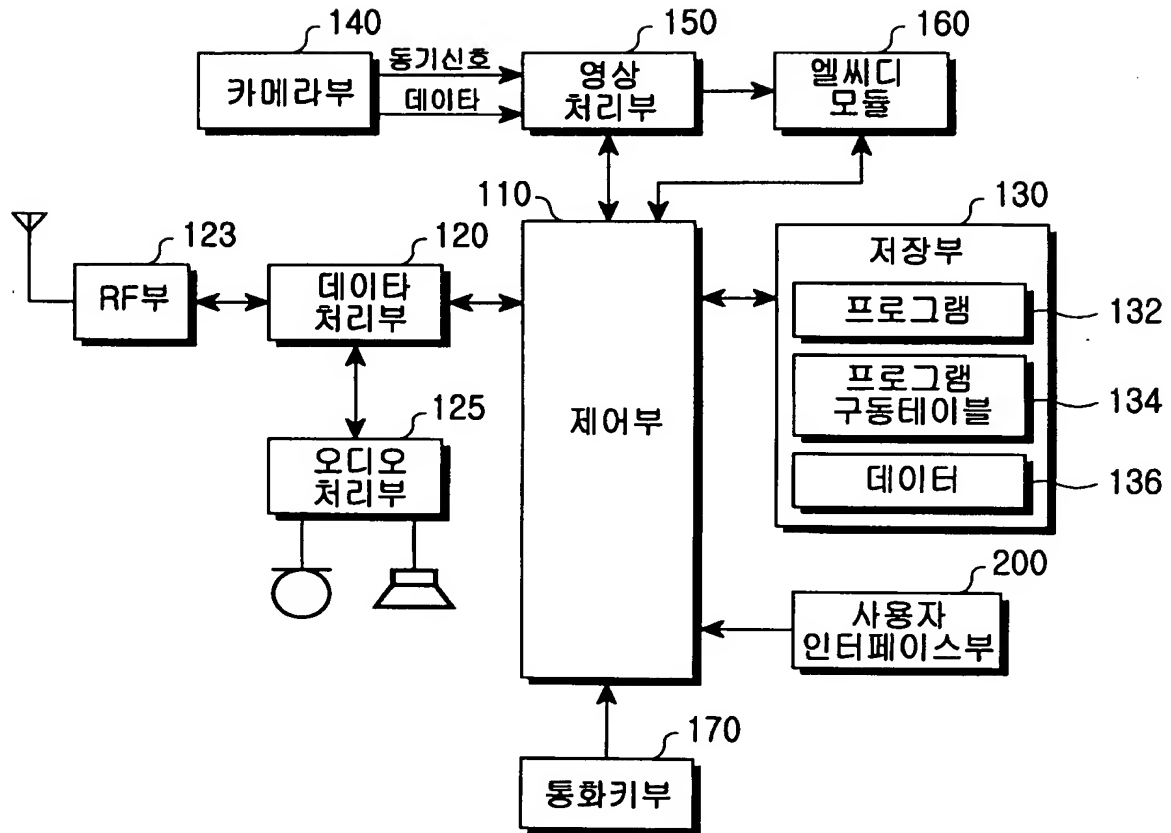 140
150
160
카메라부
동기신호
데이타
영상
처리부
엘씨디
모듈
110
130
123
120
RF부
데이타
처리부
저장부
프로그램
132
프로그램
구동테이블
134
데이터
136
125
오디오
처리부
제어부
200
사용자
인터페이스부
170
통화키부